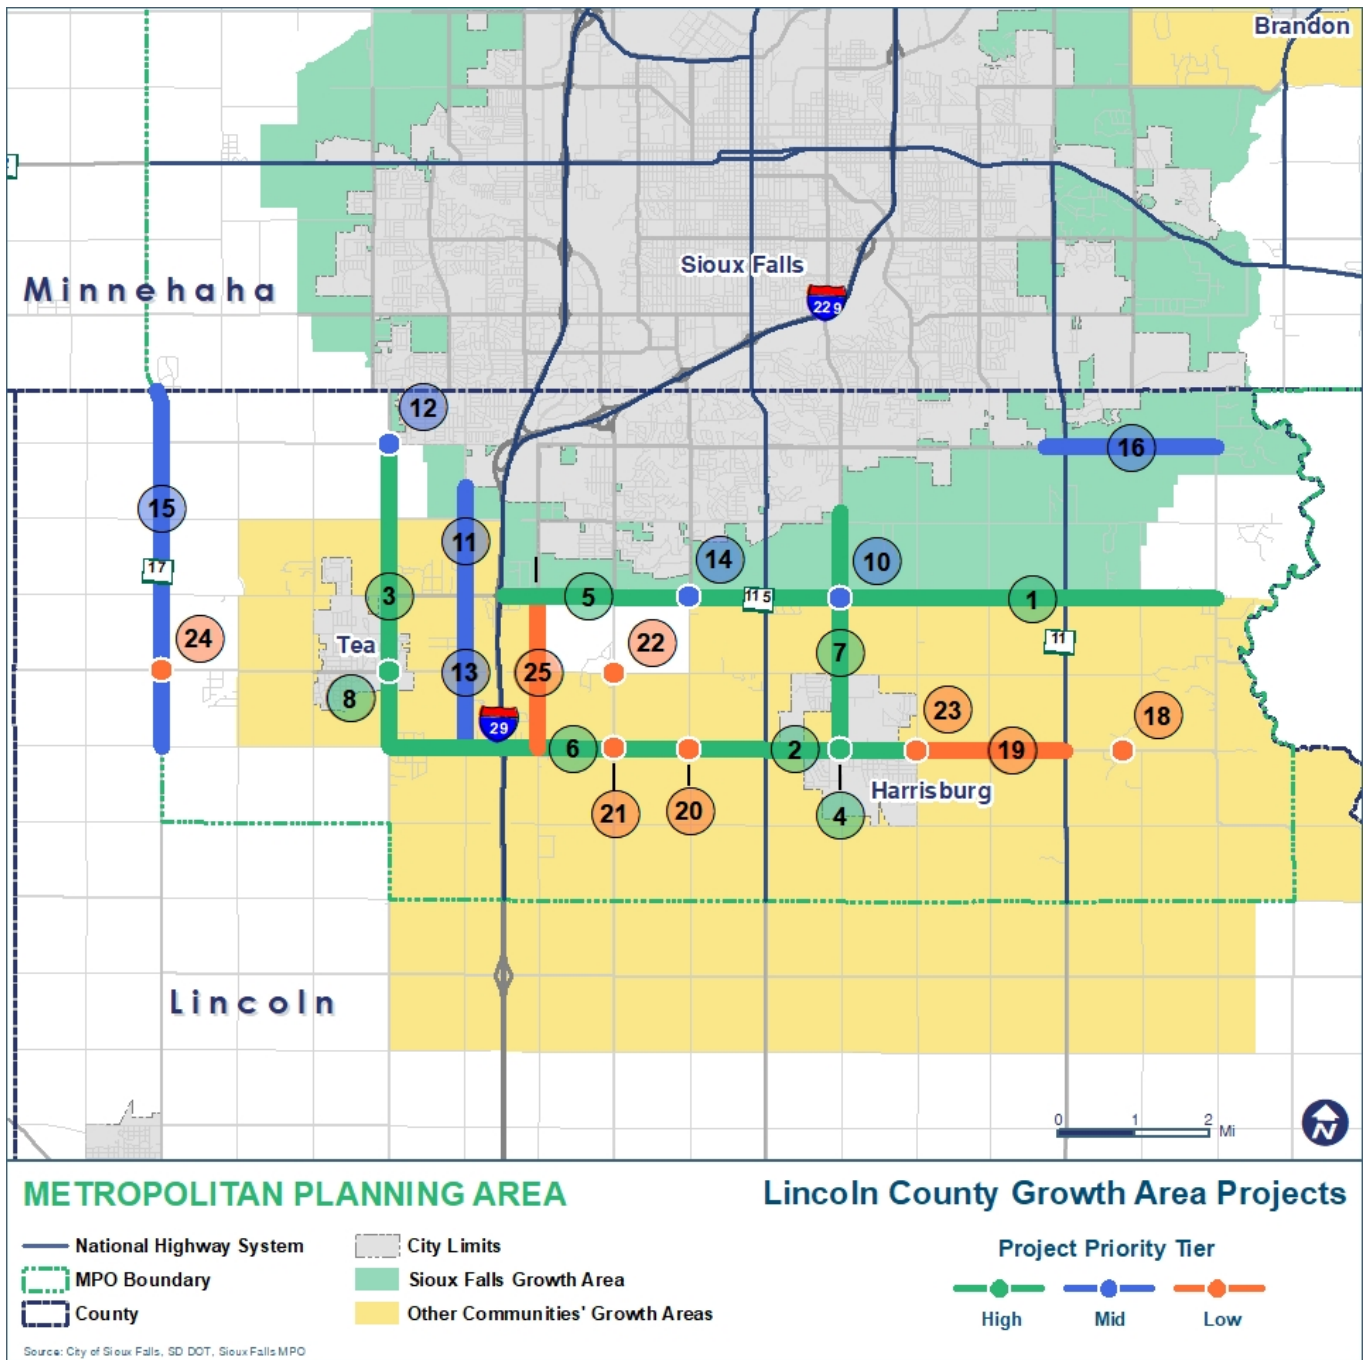 Brandon
Sioux Falls
Minnehaha
229
12
16
15
11
14
10
17
3
5
115
1
24
Tea
22
11
7
8
13
25
23
18
29
6
2
19
Harrisburg
21
20
4
Lincoln
0 1 2 Mi
N
METROPOLITAN PLANNING AREA
National Highway System
MPO Boundary
County
City Limits
Sioux Falls Growth Area
Other Communities' Growth Areas
Source: City of Sioux Falls, SD DOT, Sioux Falls MPO
Lincoln County Growth Area Projects
Project Priority Tier
High Mid Low